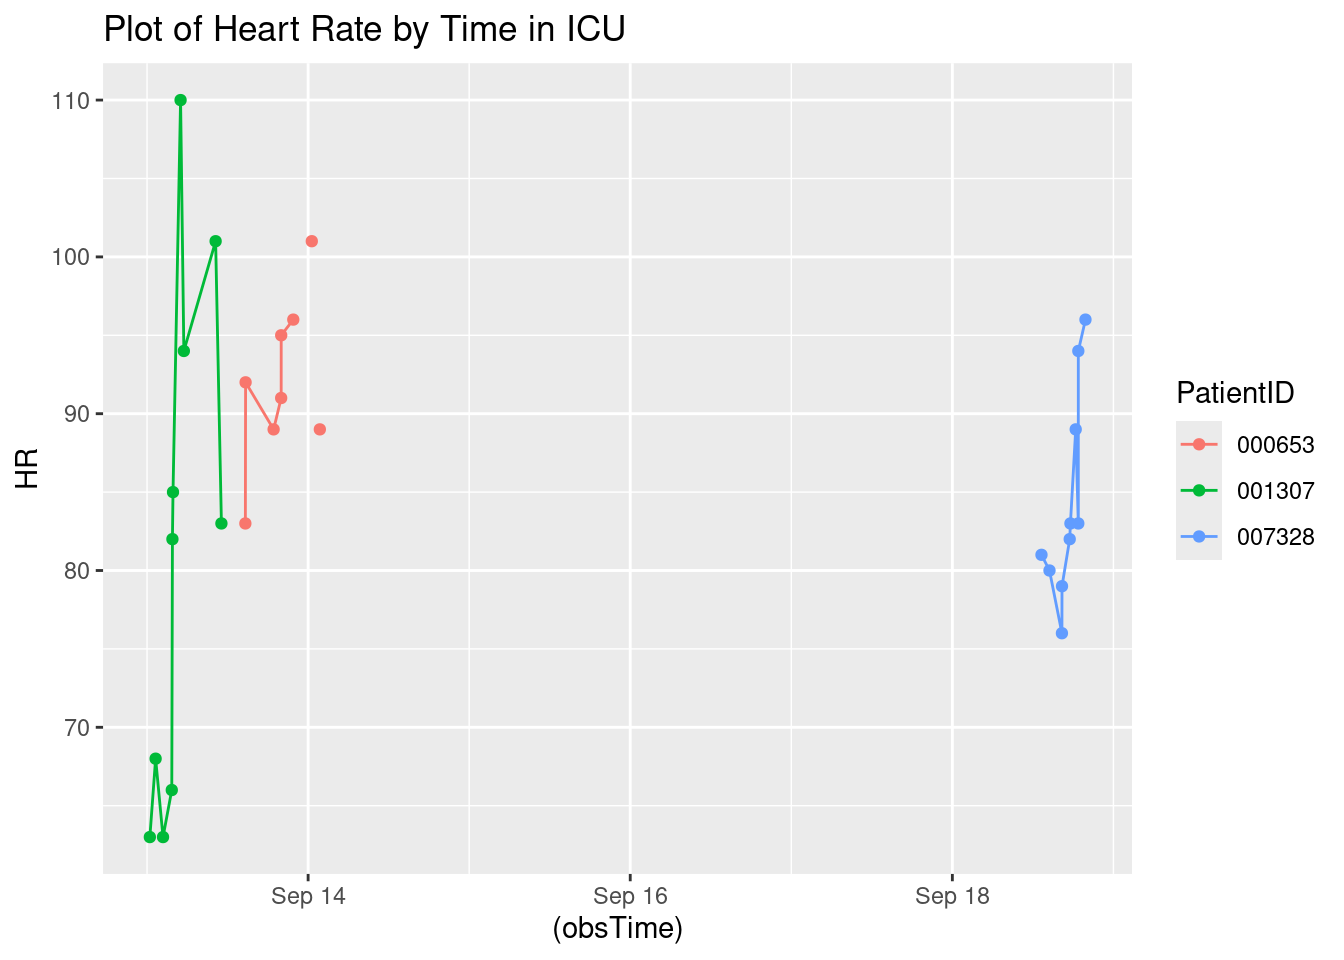 Plot of Heart Rate by Time in ICU
110
100
90
80
70
HR
Sep 14
Sep 16
Sep 18
(obsTime)
PatientID
000653
001307
007328